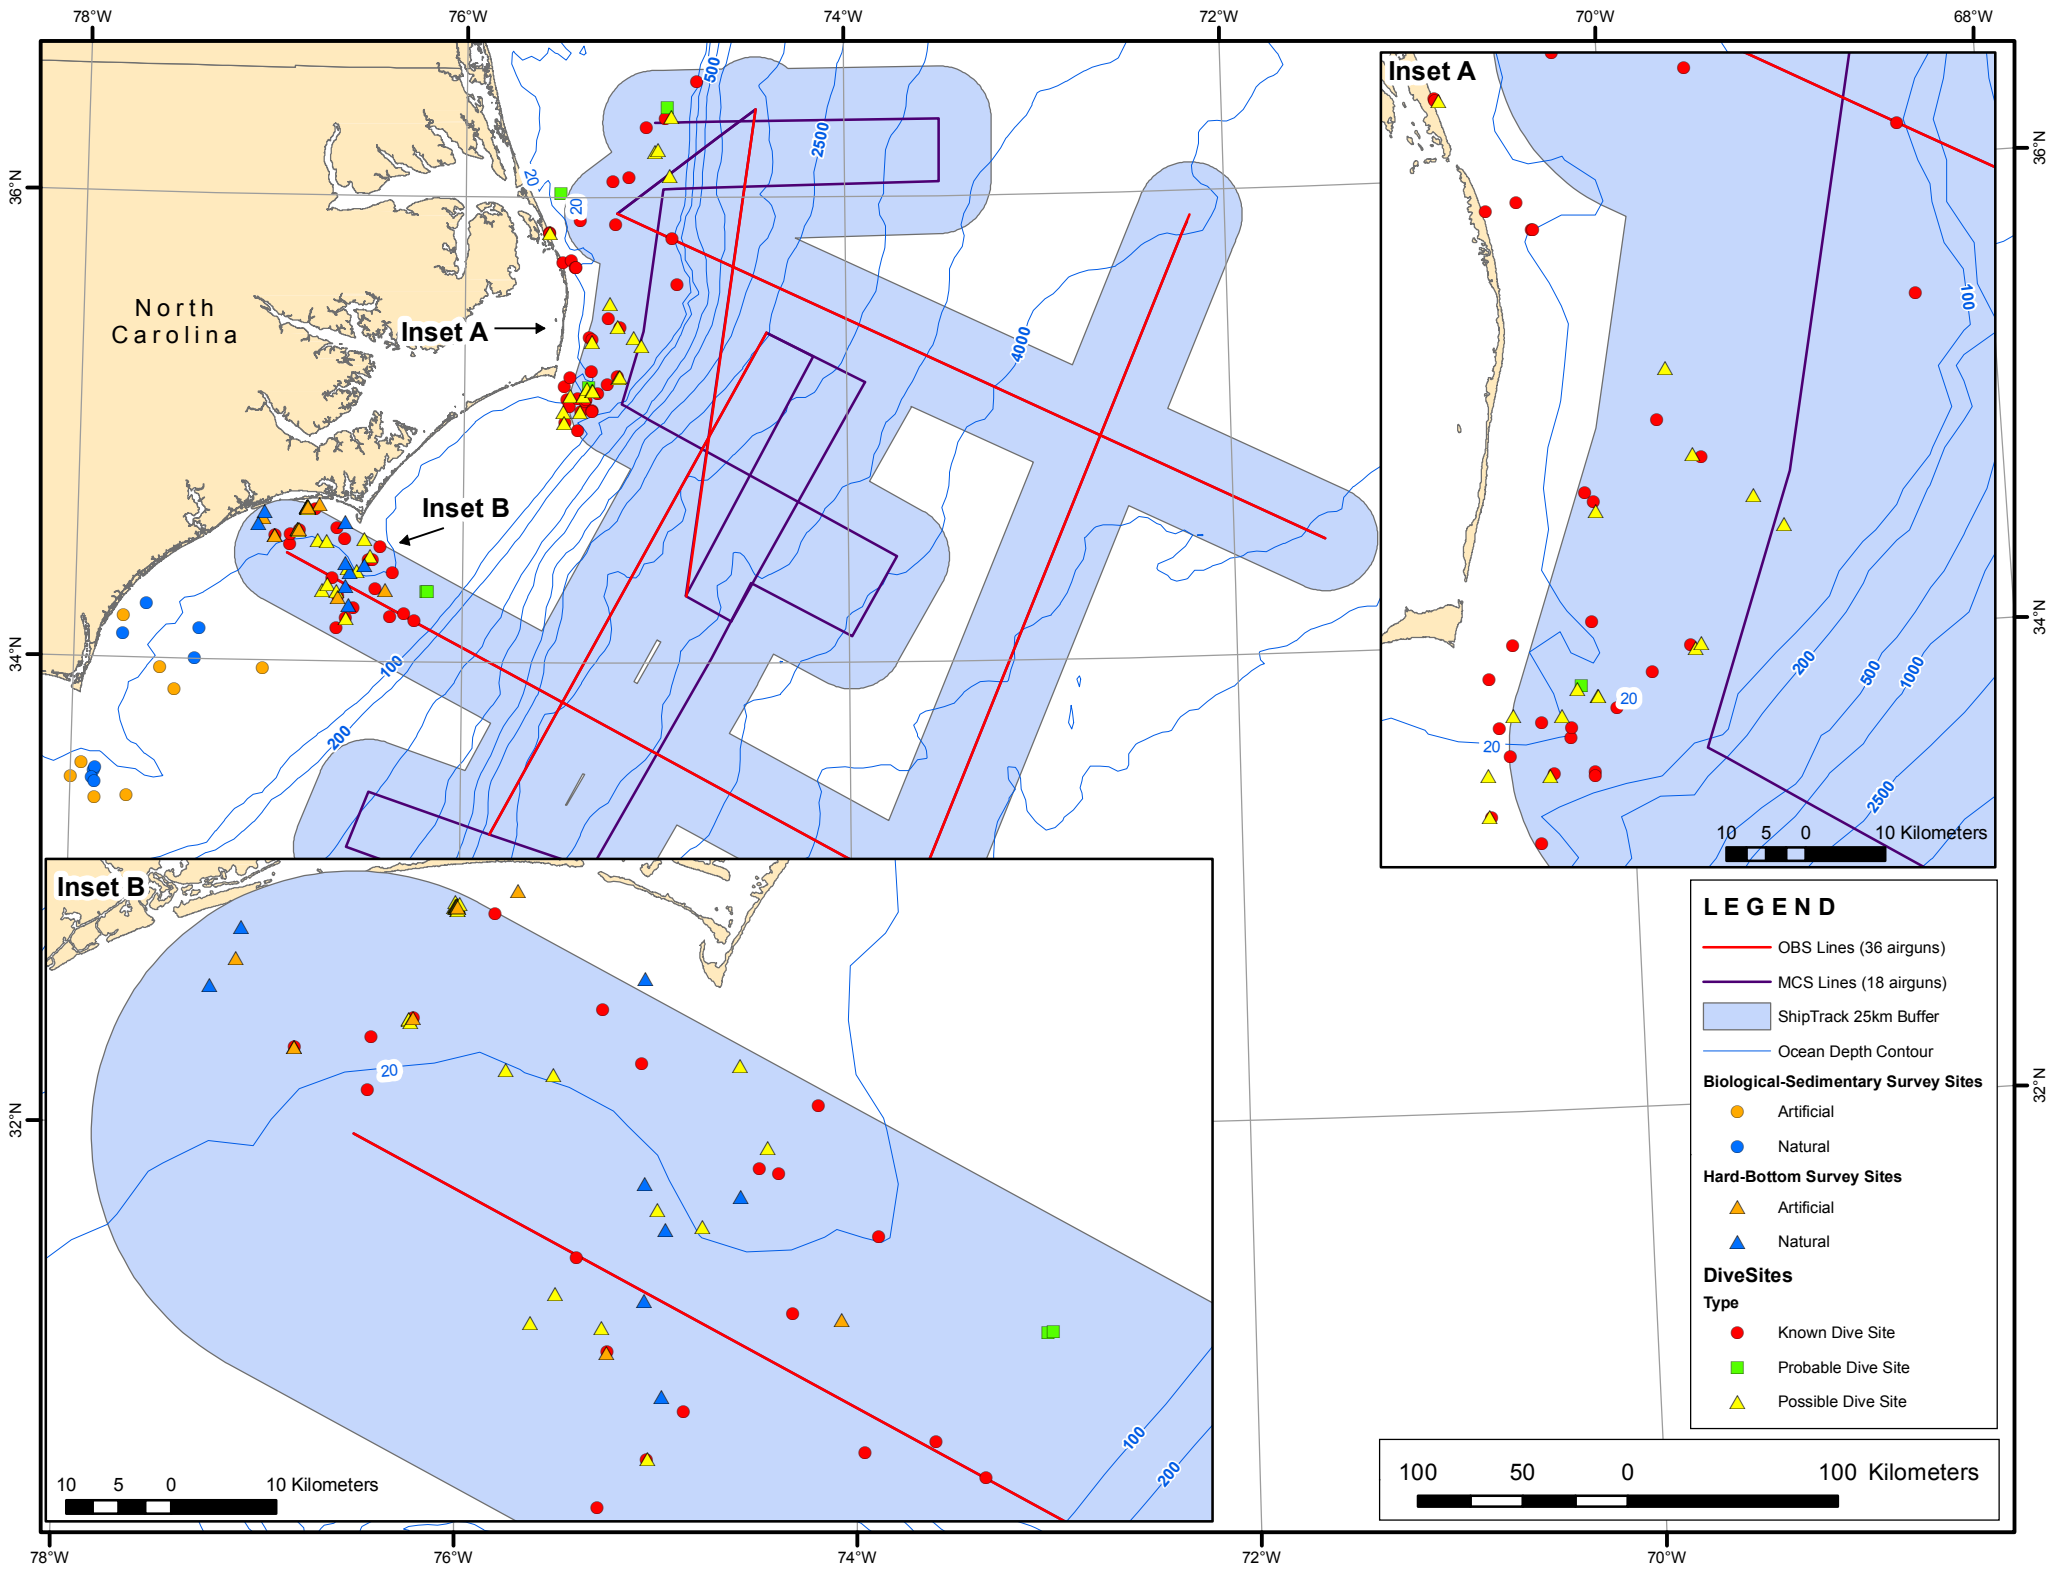 78°W
76°W
74°W
72°W
70°W
68°W
36°N
34°N
32°N
36°N
34°N
32°N
500
2500
20
20
4000
100
200
North
Carolina
Inset A
Inset B
Inset A
100
20
20
200
500
1000
2500
10 5 0 10 Kilometers
Inset B
20
100
200
10 5 0 10 Kilometers
LEGEND
OBS Lines (36 airguns)
MCS Lines (18 airguns)
ShipTrack 25km Buffer
Ocean Depth Contour
Biological-Sedimentary Survey Sites
Artificial
Natural
Hard-Bottom Survey Sites
Artificial
Natural
DiveSites
Type
Known Dive Site
Probable Dive Site
Possible Dive Site
100 50 0 100 Kilometers
78°W
76°W
74°W
72°W
70°W